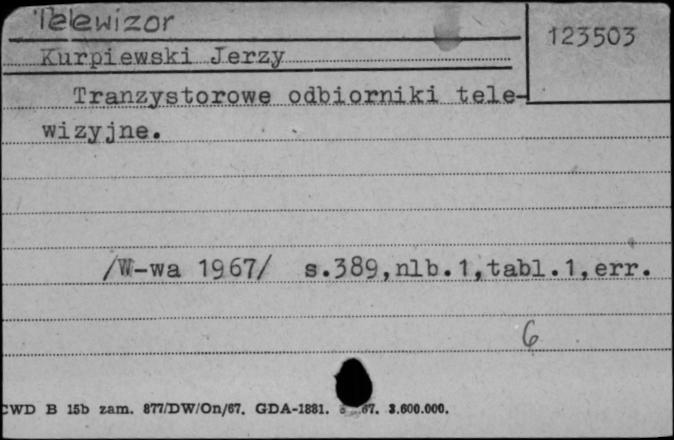 Telewizor
123503
Kurpiewski Jerzy
Tranzystorowe odbiorniki tele-
wizyjne.
/W-wa 1967/ s.389,nlb.1,tabl.1,err.
6
CWD B 15b zam. 877/DW/On/67. GDA-1881. 67. 3.600.000.